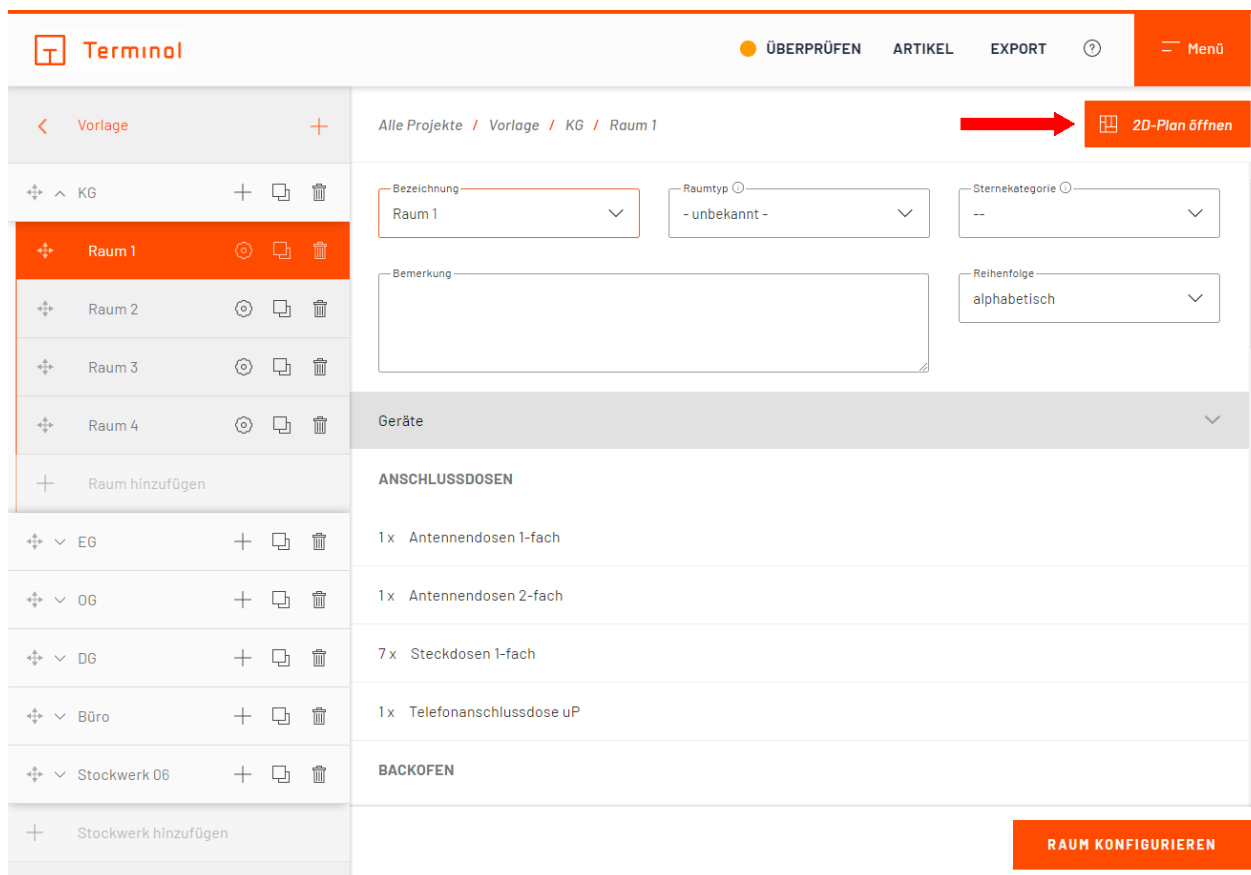 Terminal
ÜBERPRÜFEN ARTIKEL EXPORT ? Menü
Vorlage
Alle Projekte / Vorlage / KG / Raum 1
2D-Plan öffnen
KG
Raum 1
Raum 2
Raum 3
Raum 4
Raum hinzufügen
EG
OG
DG
Büro
Stockwerk 06
Stockwerk hinzufügen
Bezeichnung
Raum 1
Raumtyp
- unbekannt -
Sternekategorie
--
Bemerkung
Reihenfolge
alphabetisch
Geräte
ANSCHLUSSDOSEN
1 x Antennendosen 1-fach
1 x Antennendosen 2-fach
7 x Steckdosen 1-fach
1 x Telefonanschlussdose uP
BACKOFEN
RAUM KONFIGURIEREN